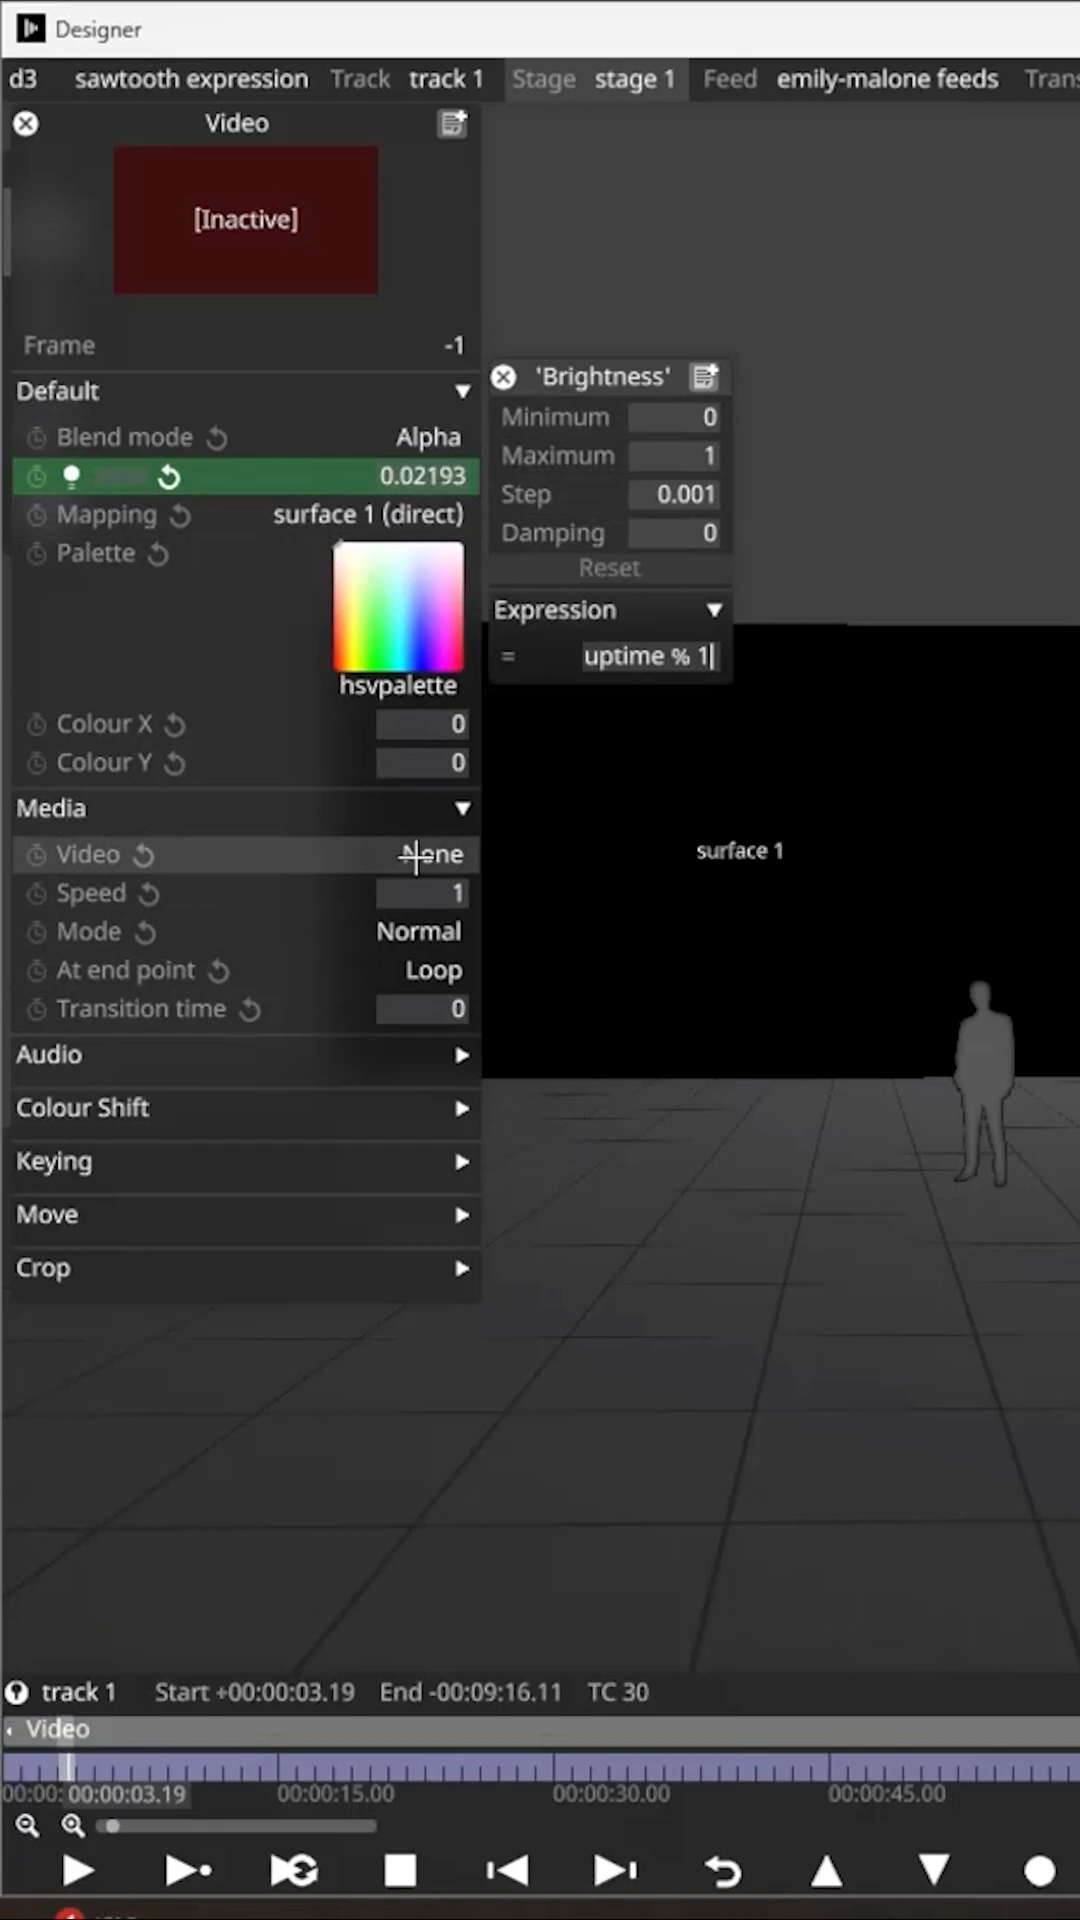 Designer
d3 sawtooth expression Track track 1 Stage stage 1 Feed emily-malone feeds Trans
Video
[Inactive]
Frame -1
Default
Blend mode Alpha
0.02193
Mapping surface 1 (direct)
Palette
hsvpalette
Colour X 0
Colour Y 0
Media
Video None
Speed 1
Mode Normal
At end point Loop
Transition time 0
Audio
Colour Shift
Keying
Move
Crop
'Brightness'
Minimum 0
Maximum 1
Step 0.001
Damping 0
Reset
Expression
= uptime % 1
surface 1
track 1 Start +00:00:03.19 End -00:09:16.11 TC 30
Video
00:00: 00:00:03.19 00:00:15.00 00:00:30.00 00:00:45.00